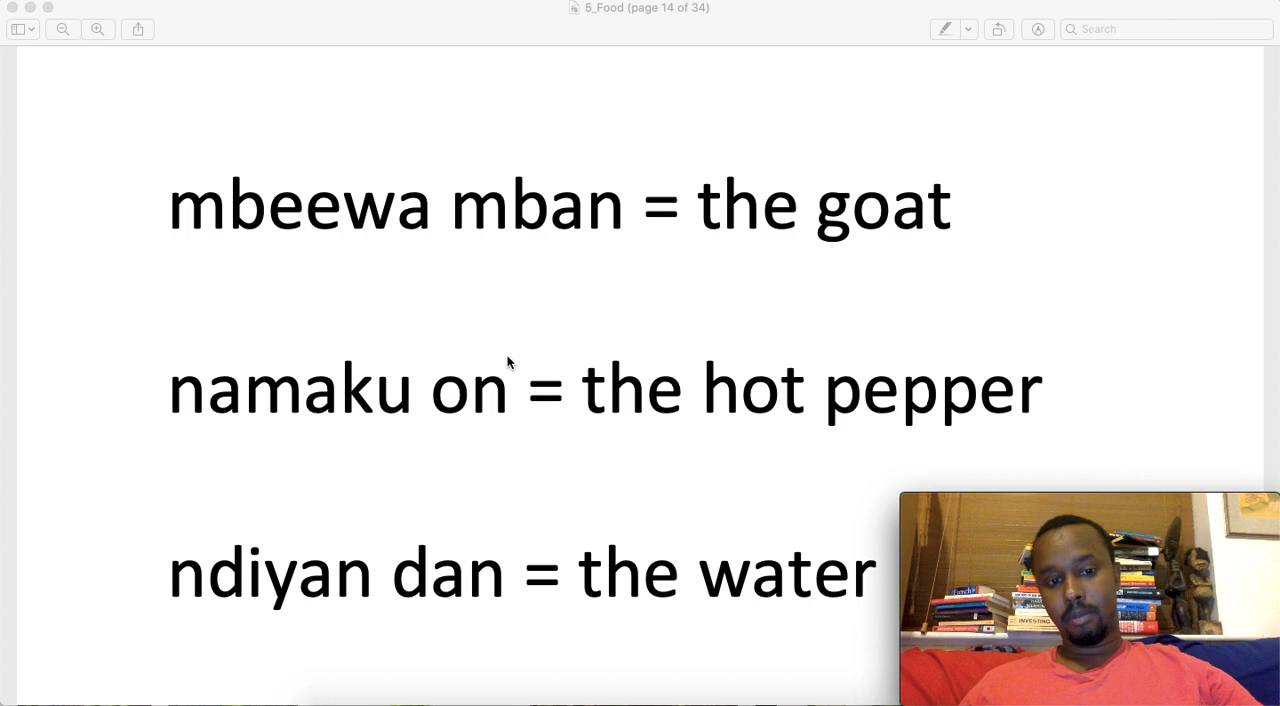 5_Food (page 14 of 34)
Search
mbeewa mban = the goat
namaku on = the hot pepper
ndiyan dan = the water
INVESTING